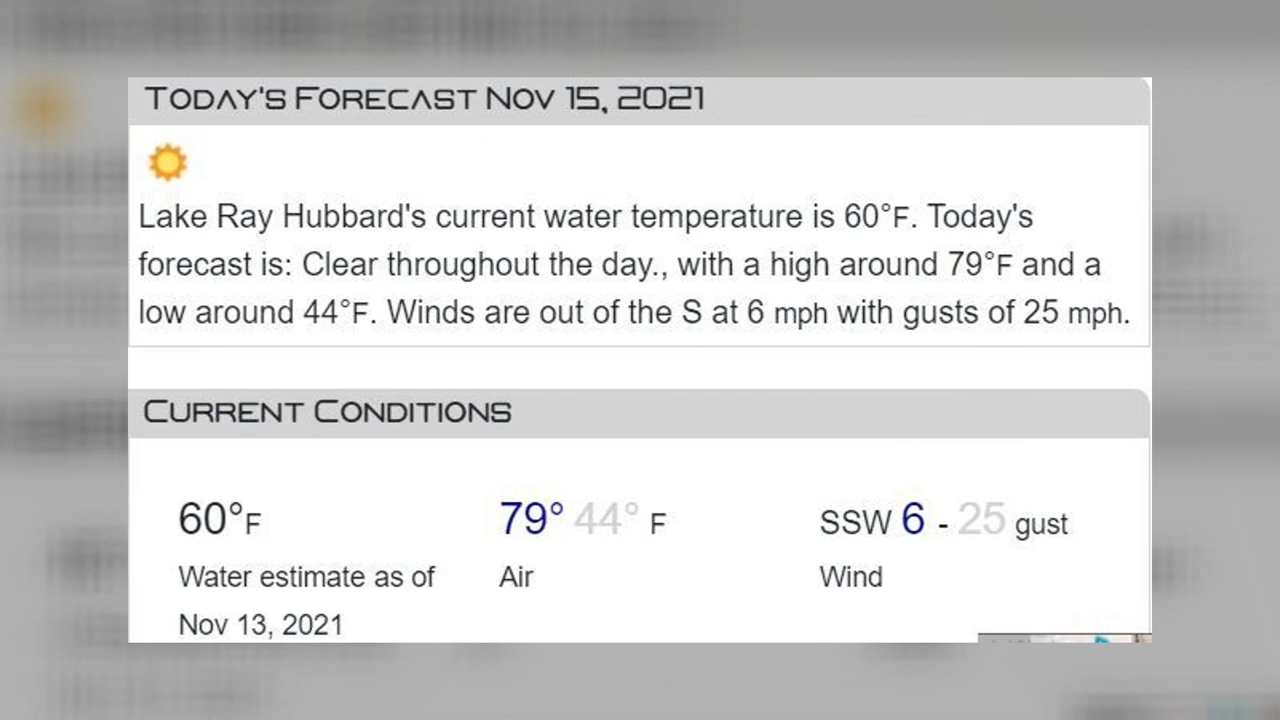 Today's Forecast Nov 15, 2021
Lake Ray Hubbard's current water temperature is 60°F. Today's
forecast is: Clear throughout the day., with a high around 79°F and a
low around 44°F. Winds are out of the S at 6 mph with gusts of 25 mph.
Current Conditions
60°F 79° 44° F SSW 6 - 25 gust
Water estimate as of Air Wind
Nov 13, 2021